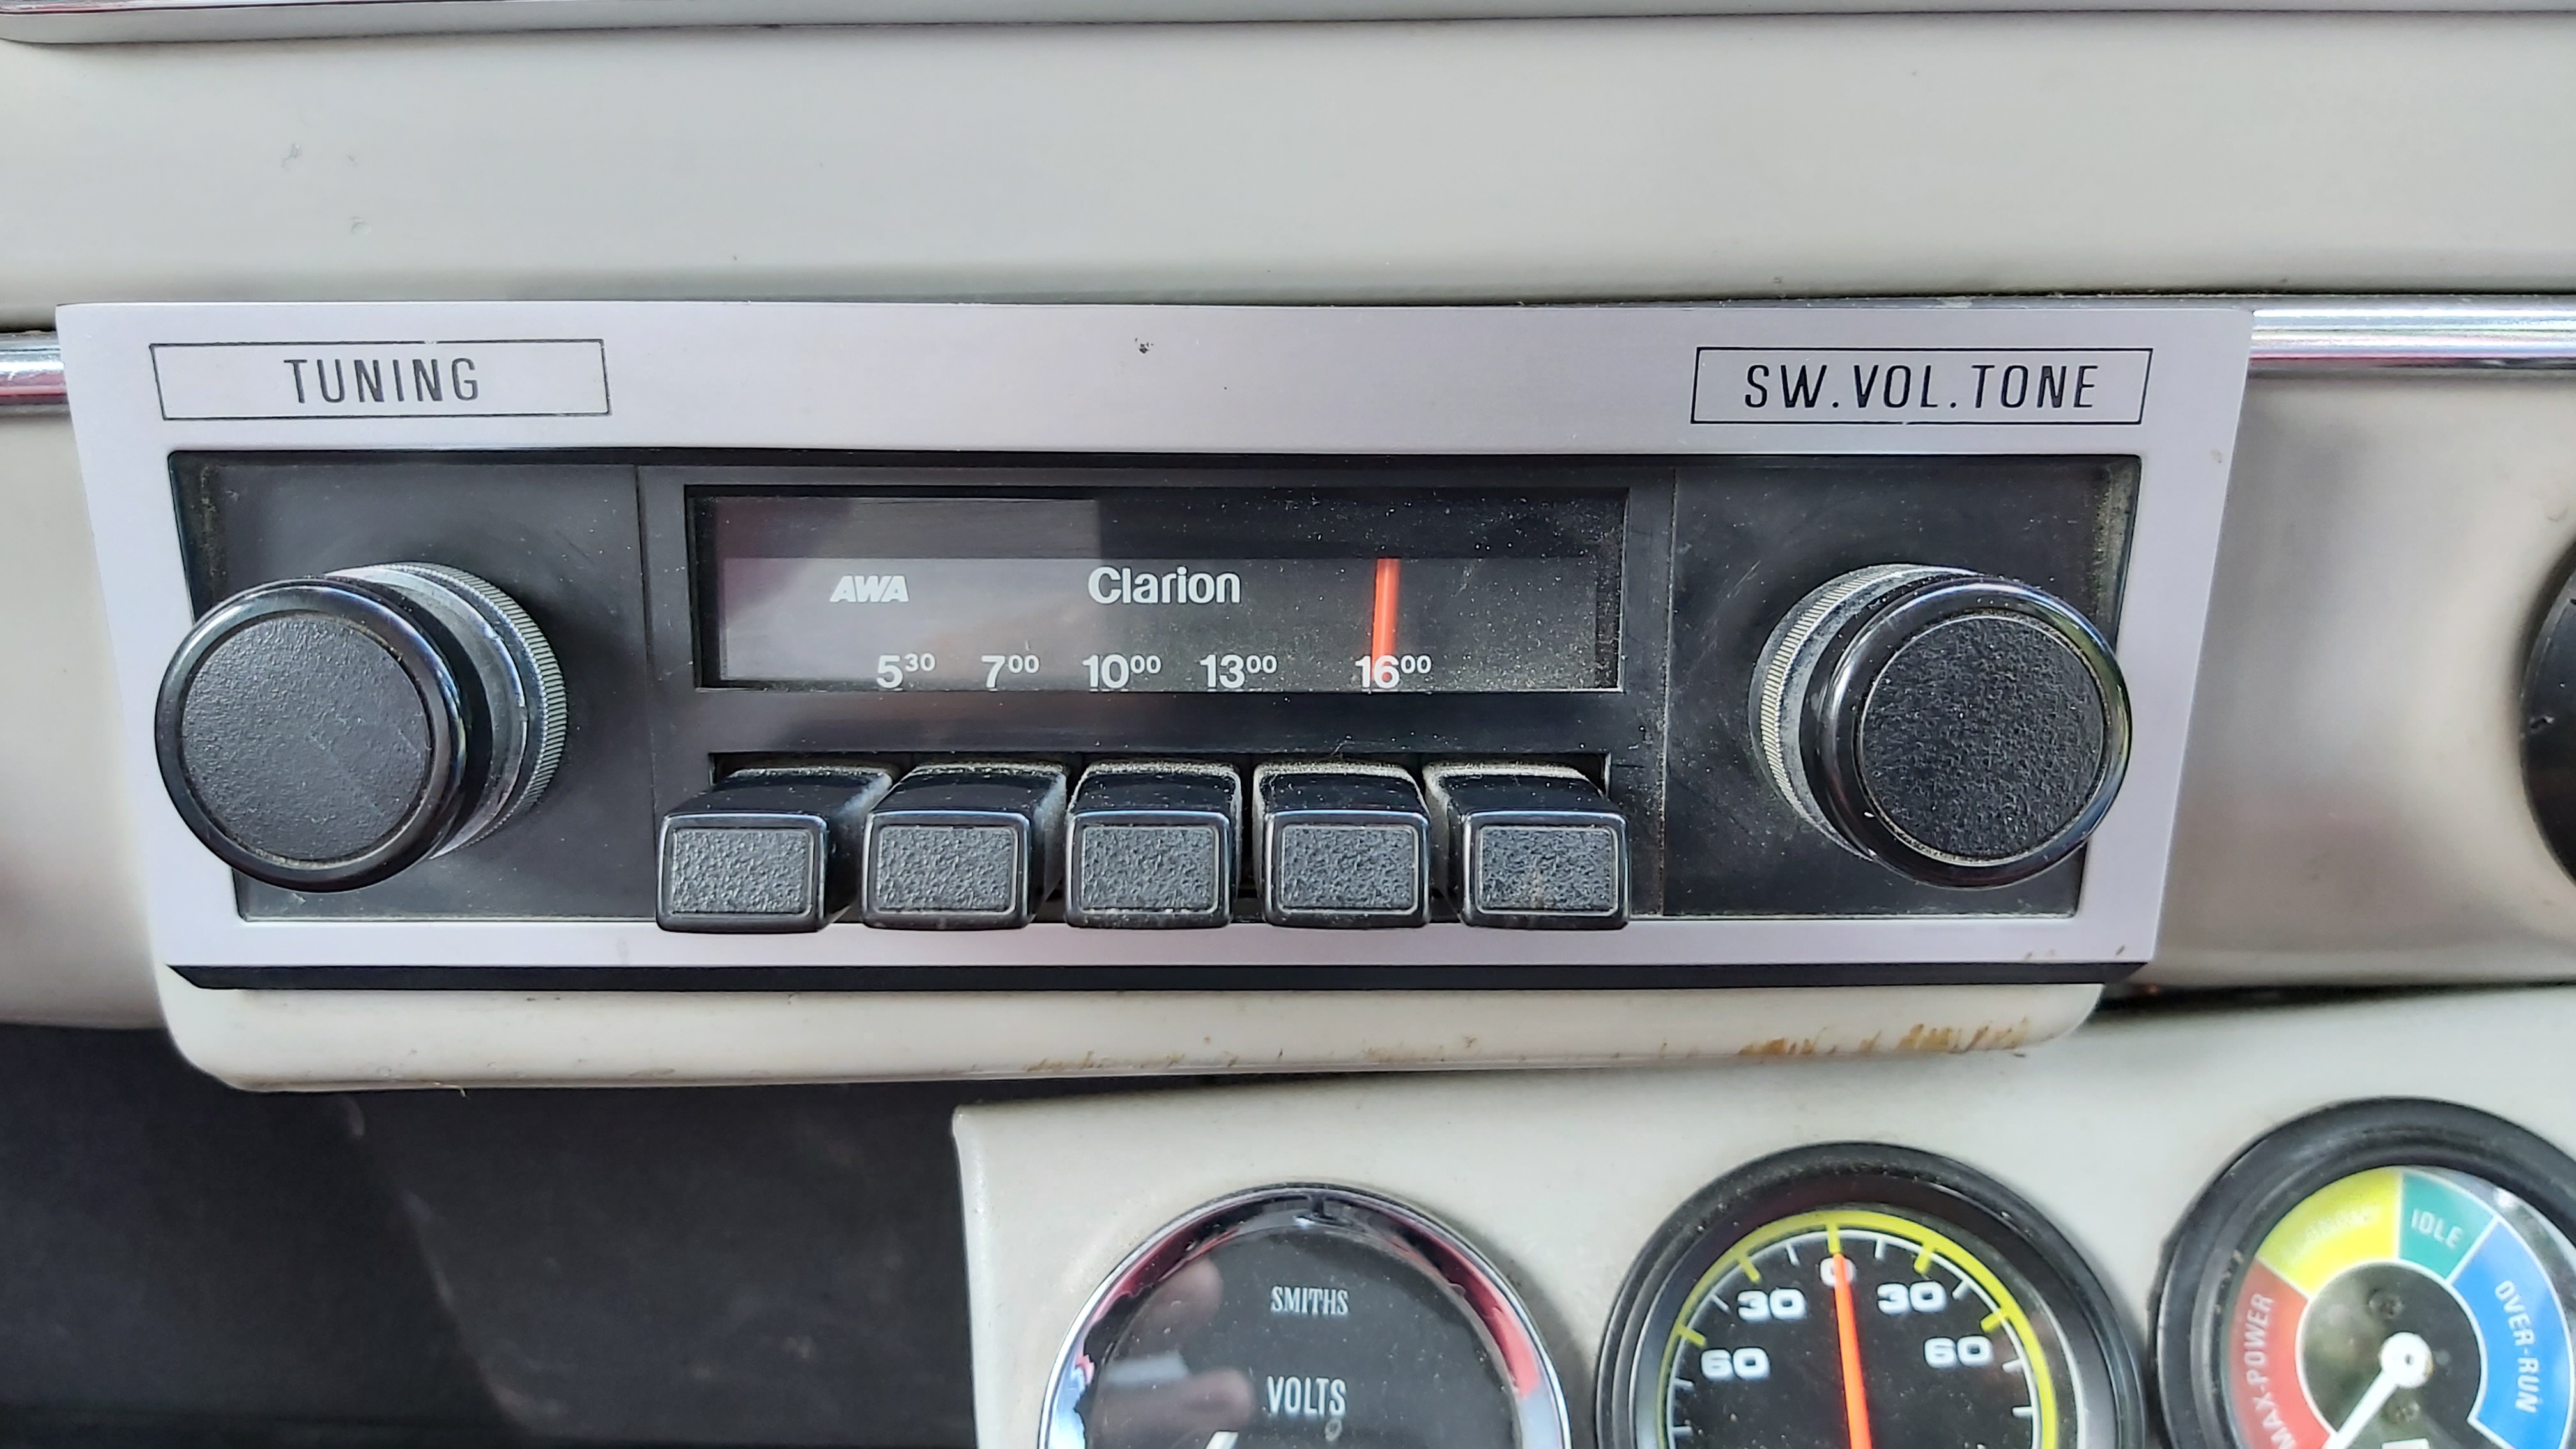 TUNING
SW.VOL.TONE
AWA Clarion
5³⁰ 7⁰⁰ 10⁰⁰ 13⁰⁰ 16⁰⁰
SMITHS
VOLTS
0
30 30
60 60
IDLE
OVER-RUN
MAX-POWER